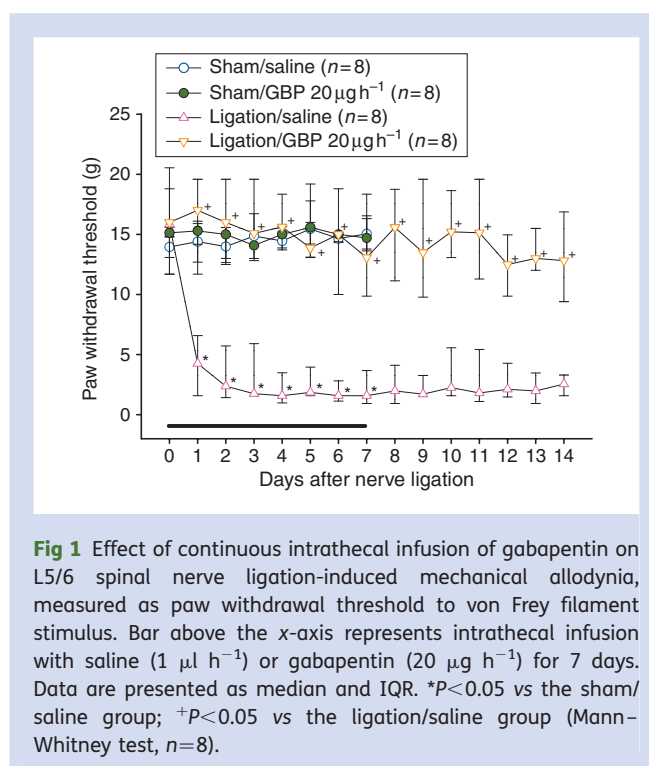 Sham/saline (n=8)
Sham/GBP 20 µg h⁻¹ (n=8)
Ligation/saline (n=8)
Ligation/GBP 20 µg h⁻¹ (n=8)
25
20
15
10
5
0
Paw withdrawal threshold (g)
+ + + + + + + + + + + + + +
* * * * * * *
0 1 2 3 4 5 6 7 8 9 10 11 12 13 14
Days after nerve ligation
Fig 1 Effect of continuous intrathecal infusion of gabapentin on
L5/6 spinal nerve ligation-induced mechanical allodynia,
measured as paw withdrawal threshold to von Frey filament
stimulus. Bar above the x-axis represents intrathecal infusion
with saline (1 µl h⁻¹) or gabapentin (20 µg h⁻¹) for 7 days.
Data are presented as median and IQR. *P<0.05 vs the sham/
saline group; ⁺P<0.05 vs the ligation/saline group (Mann–
Whitney test, n=8).